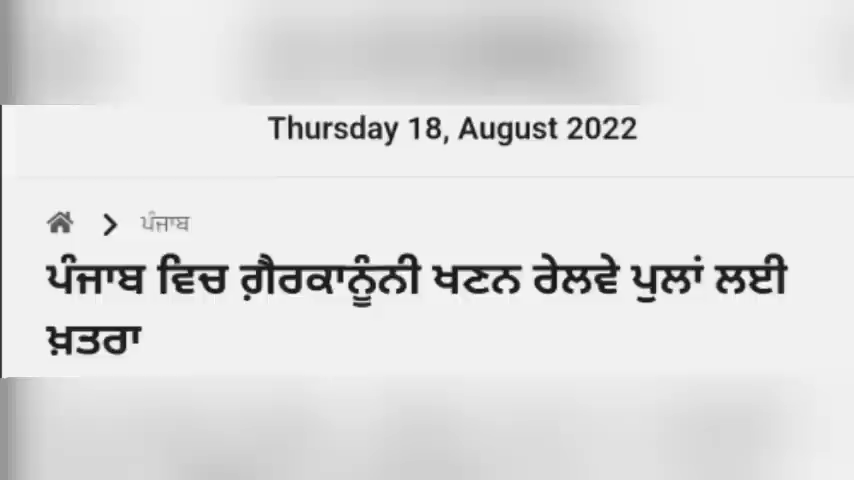 Thursday 18, August 2022
ਪੰਜਾਬ
ਪੰਜਾਬ ਵਿਚ ਗ਼ੈਰਕਾਨੂੰਨੀ ਖਣਨ ਰੇਲਵੇ ਪੁਲਾਂ ਲਈ
ਖ਼ਤਰਾ